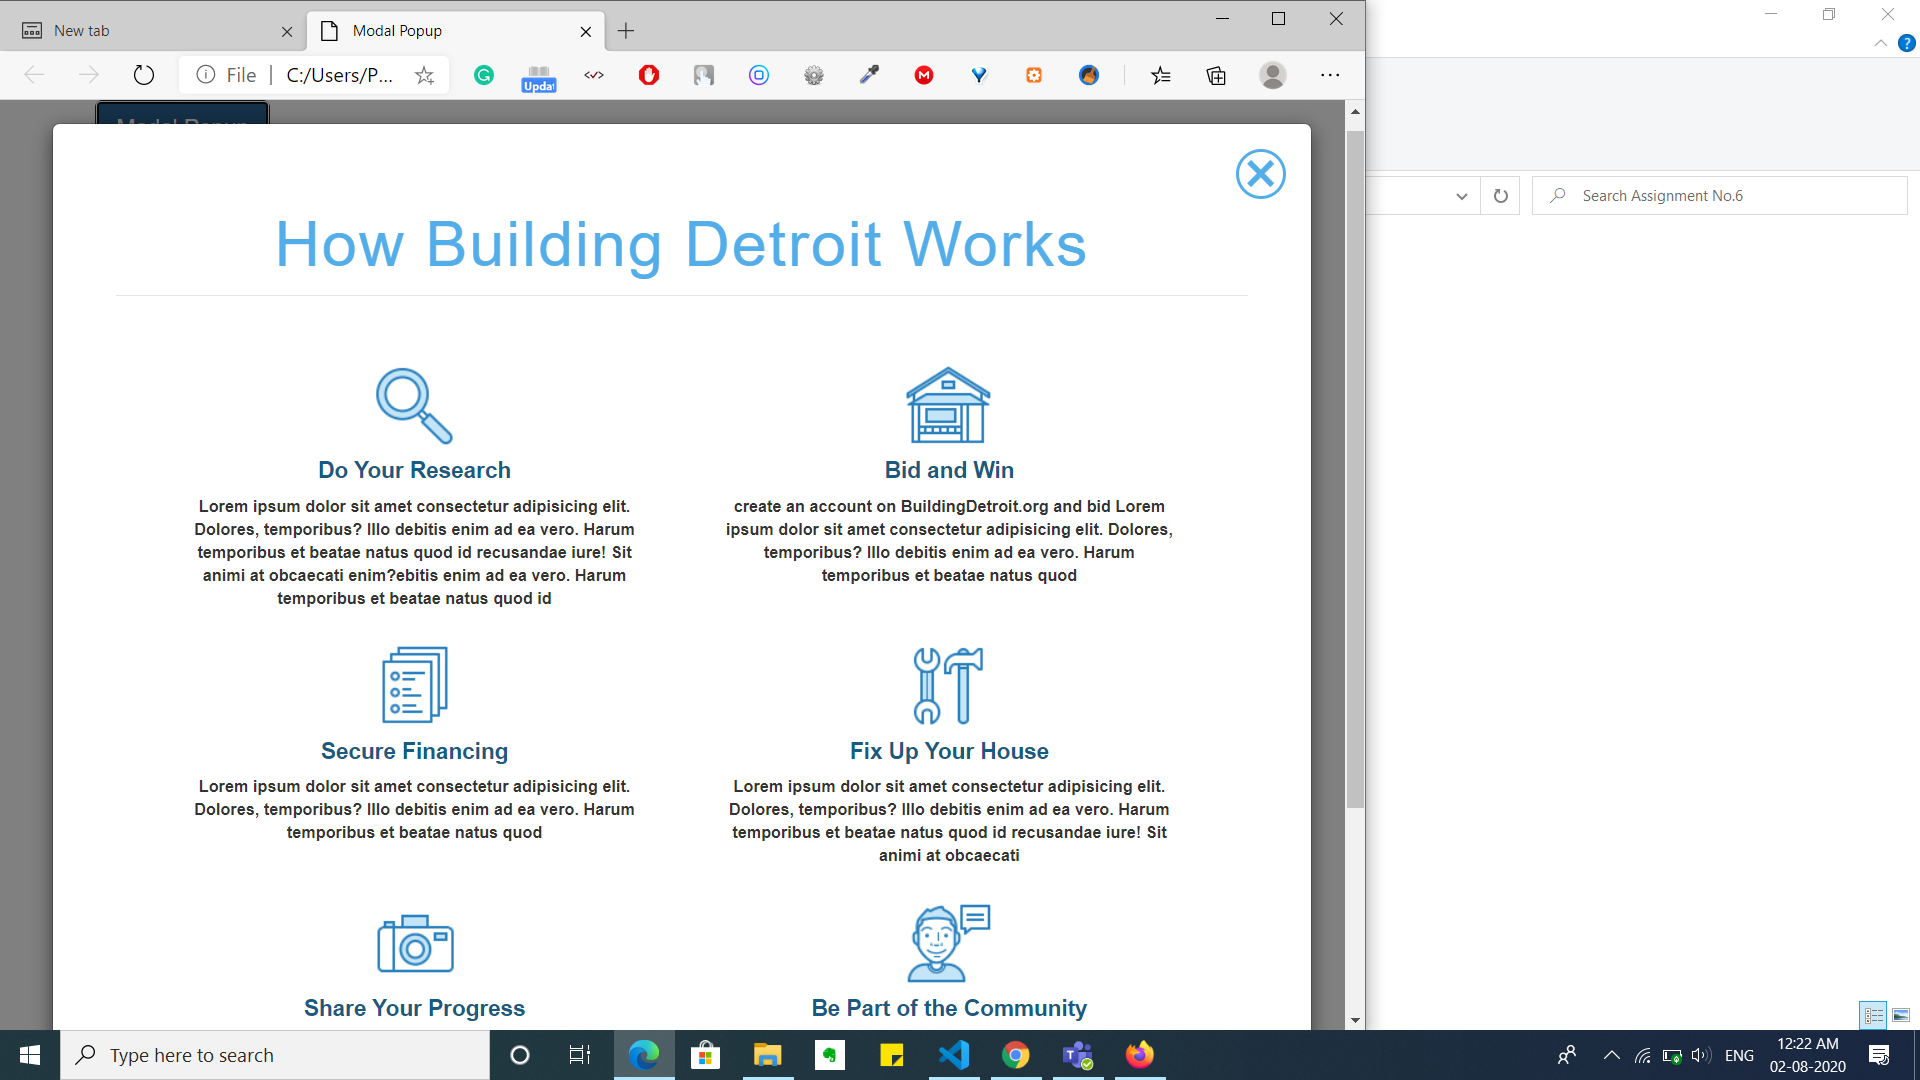 New tab
Modal Popup
File
C:/Users/P...
Updat
?
Modal Popup
Search Assignment No.6
How Building Detroit Works
Do Your Research
Lorem ipsum dolor sit amet consectetur adipisicing elit.
Dolores, temporibus? Illo debitis enim ad ea vero. Harum
temporibus et beatae natus quod id recusandae iure! Sit
animi at obcaecati enim?ebitis enim ad ea vero. Harum
temporibus et beatae natus quod id
Bid and Win
create an account on BuildingDetroit.org and bid Lorem
ipsum dolor sit amet consectetur adipisicing elit. Dolores,
temporibus? Illo debitis enim ad ea vero. Harum
temporibus et beatae natus quod
Secure Financing
Lorem ipsum dolor sit amet consectetur adipisicing elit.
Dolores, temporibus? Illo debitis enim ad ea vero. Harum
temporibus et beatae natus quod
Fix Up Your House
Lorem ipsum dolor sit amet consectetur adipisicing elit.
Dolores, temporibus? Illo debitis enim ad ea vero. Harum
temporibus et beatae natus quod id recusandae iure! Sit
animi at obcaecati
Share Your Progress
Be Part of the Community
Type here to search
ENG
12:22 AM
02-08-2020